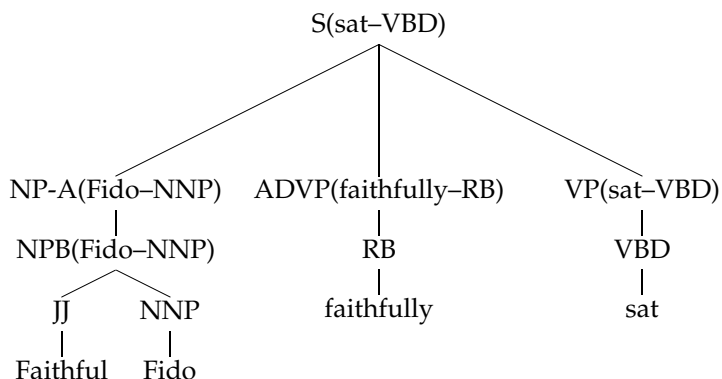 S(sat–VBD)
NP-A(Fido–NNP) ADVP(faithfully–RB) VP(sat–VBD)
NPB(Fido–NNP) RB VBD
JJ NNP faithfully sat
Faithful Fido